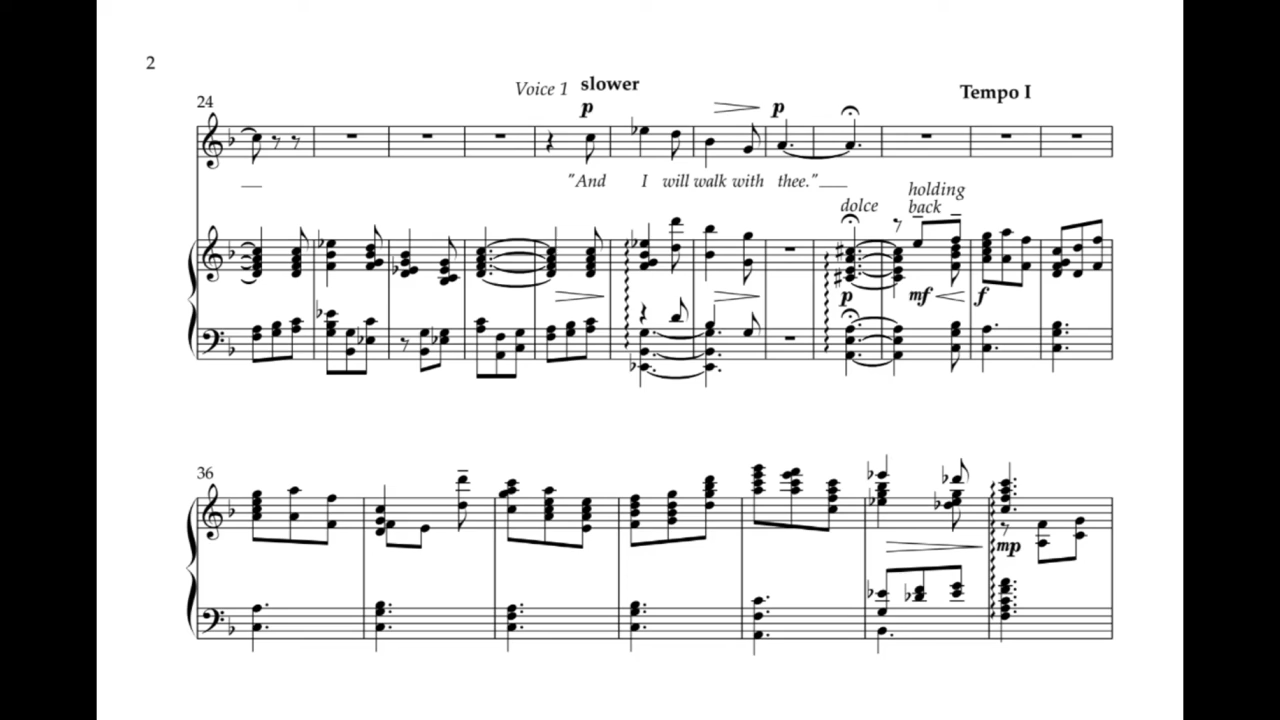 2
Voice 1 slower
24 Tempo I
p p
"And I will walk with thee."
holding
dolce back
p mf f
36
mp